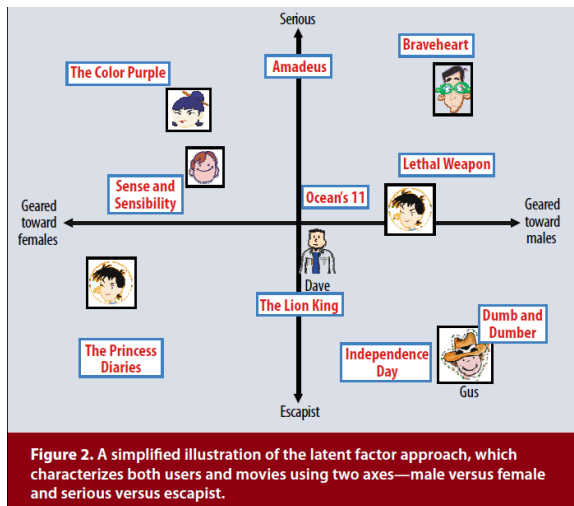 Serious
Braveheart
Amadeus
The Color Purple
Lethal Weapon
Sense and
Sensibility
Ocean's 11
Geared
toward
females
Geared
toward
males
Dave
The Lion King
Dumb and
Dumber
The Princess
Diaries
Independence
Day
Gus
Escapist
Figure 2. A simplified illustration of the latent factor approach, which
characterizes both users and movies using two axes—male versus female
and serious versus escapist.